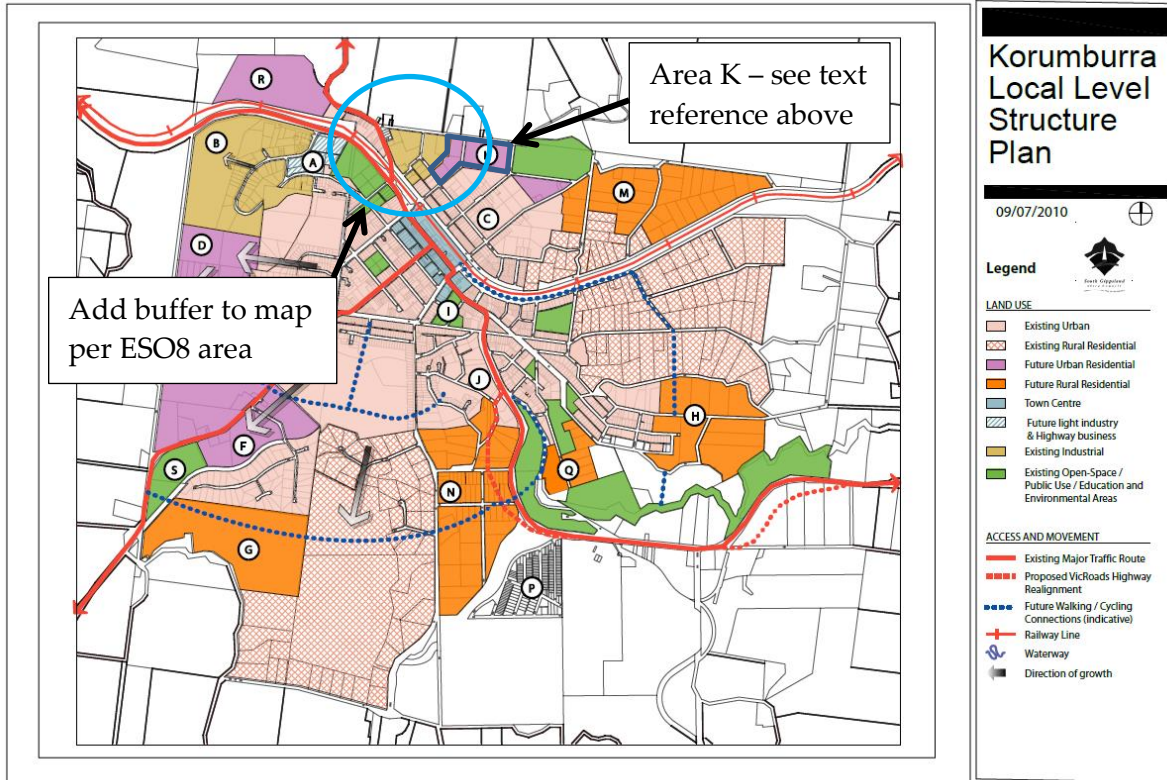 Area K – see text
reference above
R
B
A
K
M
C
D
Add buffer to map
per ESO8 area
I
J
H
F
S
Q
N
G
P
Korumburra
Local Level
Structure
Plan
09/07/2010
South Gippsland
Legend
LAND USE
Existing Urban
Existing Rural Residential
Future Urban Residential
Future Rural Residential
Town Centre
Future light industry
& Highway business
Existing Industrial
Existing Open-Space /
Public Use / Education and
Environmental Areas
ACCESS AND MOVEMENT
Existing Major Traffic Route
Proposed VicRoads Highway
Realignment
Future Walking / Cycling
Connections (indicative)
Railway Line
Waterway
Direction of growth